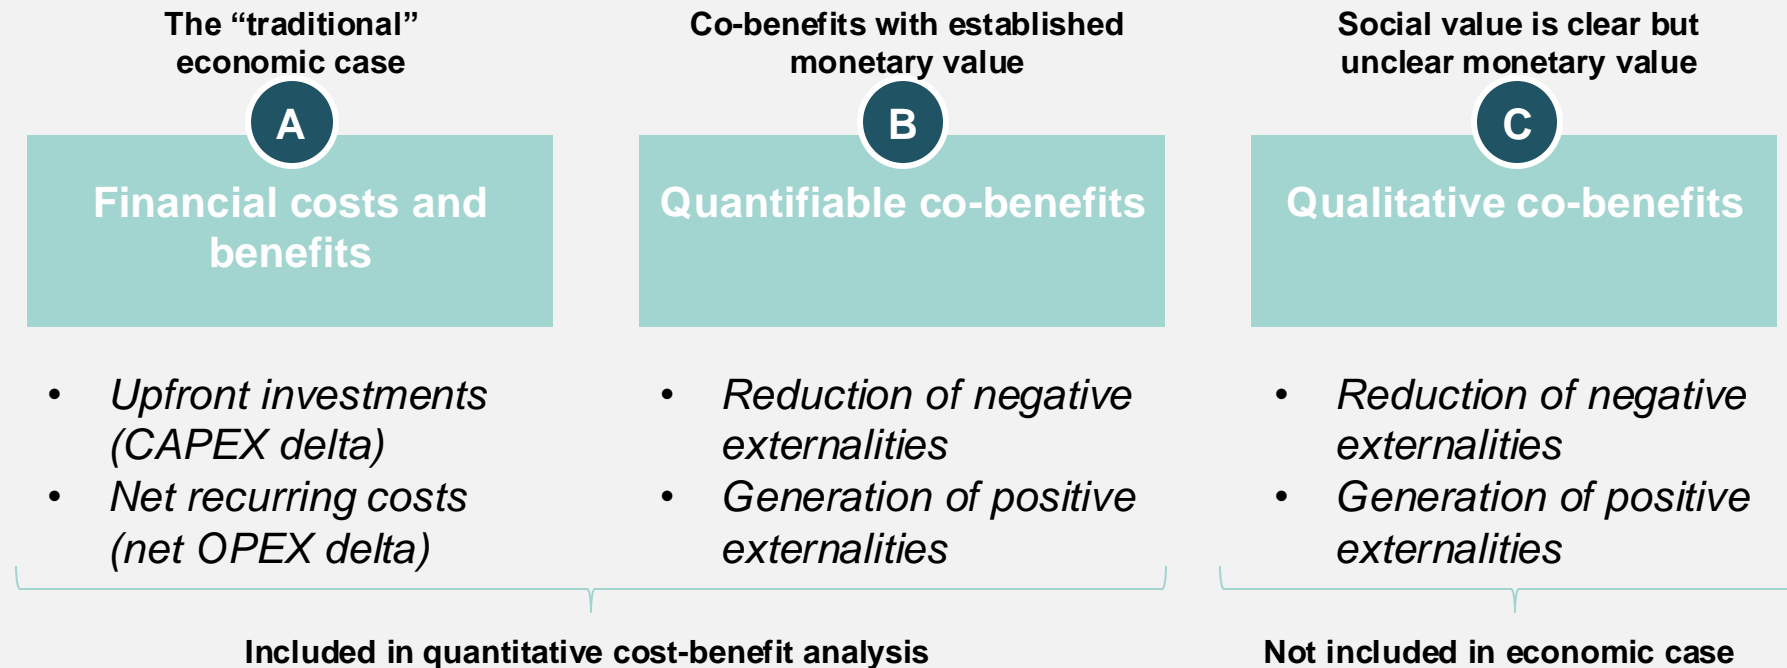 The “traditional”
economic case
A
Financial costs and
benefits
• Upfront investments
(CAPEX delta)
• Net recurring costs
(net OPEX delta)
Co-benefits with established
monetary value
B
Quantifiable co-benefits
• Reduction of negative
externalities
• Generation of positive
externalities
Social value is clear but
unclear monetary value
C
Qualitative co-benefits
• Reduction of negative
externalities
• Generation of positive
externalities
Included in quantitative cost-benefit analysis
Not included in economic case